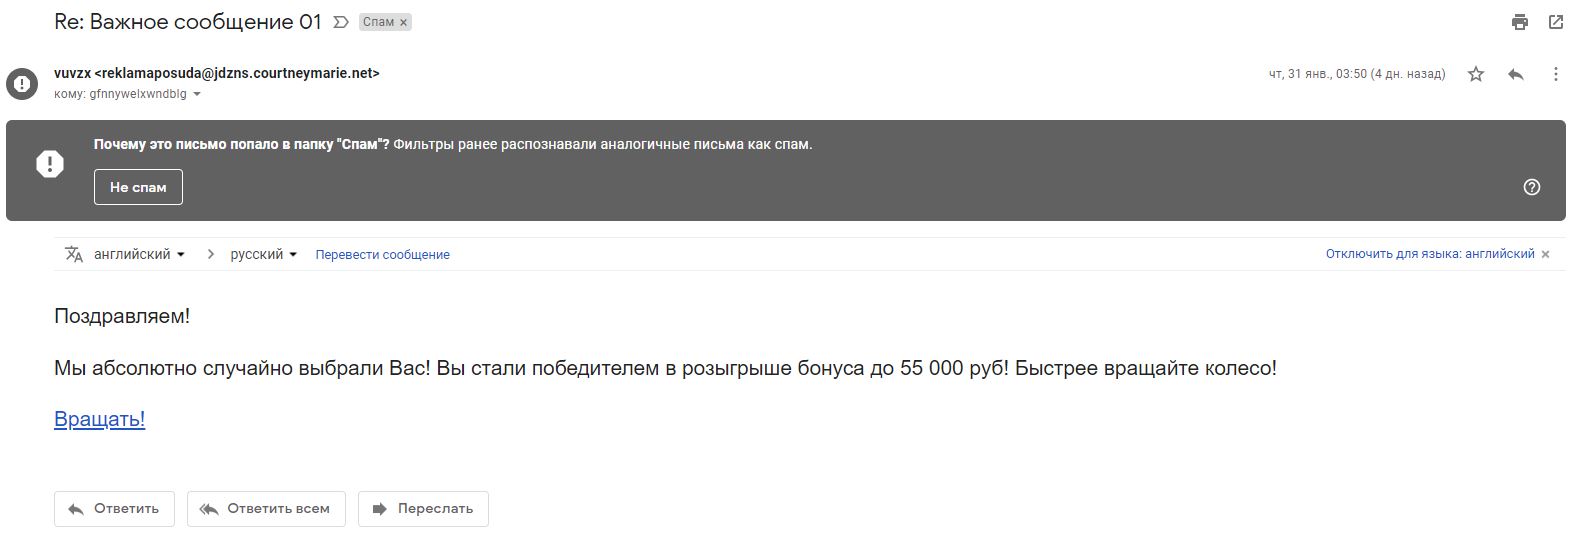 Re: Важное сообщение 01 Спам ×
vuvzx <reklamaposuda@jdzns.courtneymarie.net> чт, 31 янв., 03:50 (4 дн. назад)
кому: gfnnywelxwndblg
Почему это письмо попало в папку "Спам"? Фильтры ранее распознавали аналогичные письма как спам.
Не спам
английский > русский Перевести сообщение Отключить для языка: английский ×
Поздравляем!
Мы абсолютно случайно выбрали Вас! Вы стали победителем в розыгрыше бонуса до 55 000 руб! Быстрее вращайте колесо!
Вращать!
Ответить Ответить всем Переслать